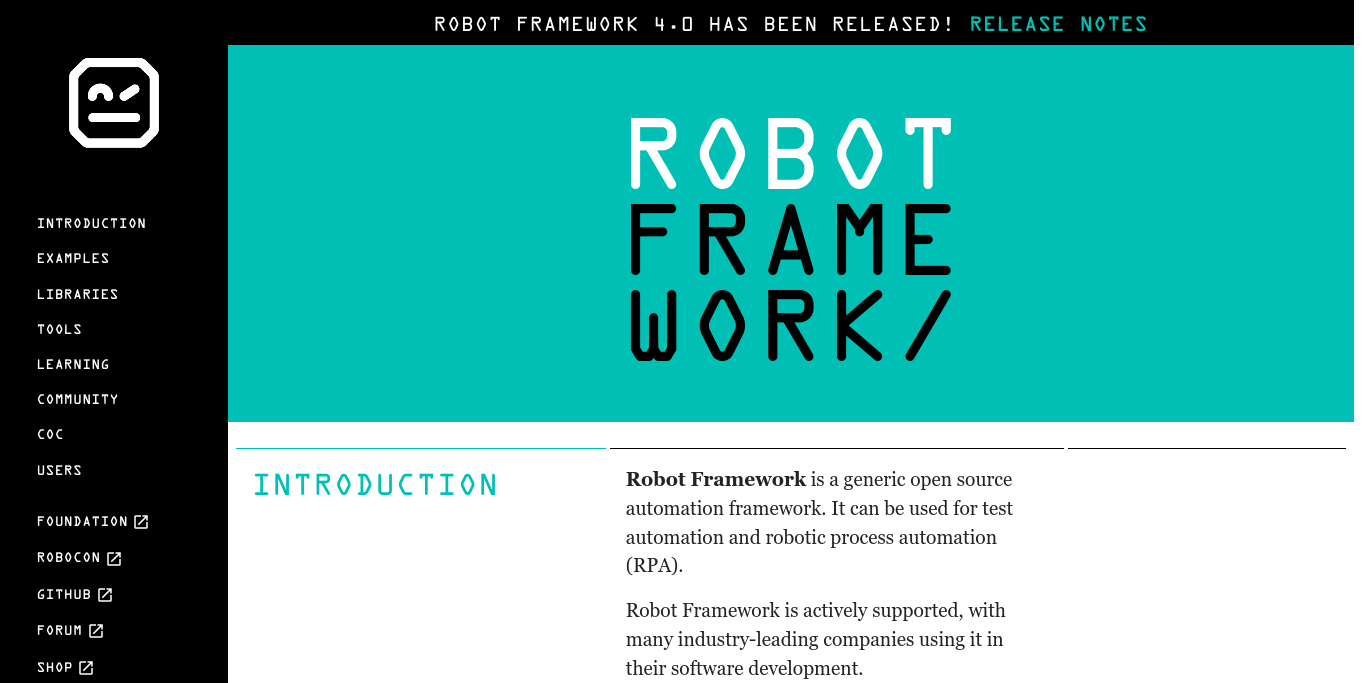 ROBOT FRAMEWORK 4.0 HAS BEEN RELEASED! RELEASE NOTES
INTRODUCTION
EXAMPLES
LIBRARIES
TOOLS
LEARNING
COMMUNITY
COC
USERS
FOUNDATION
ROBOCON
GITHUB
FORUM
SHOP
ROBOT
FRAME
WORK/
INTRODUCTION
Robot Framework is a generic open source
automation framework. It can be used for test
automation and robotic process automation
(RPA).
Robot Framework is actively supported, with
many industry-leading companies using it in
their software development.